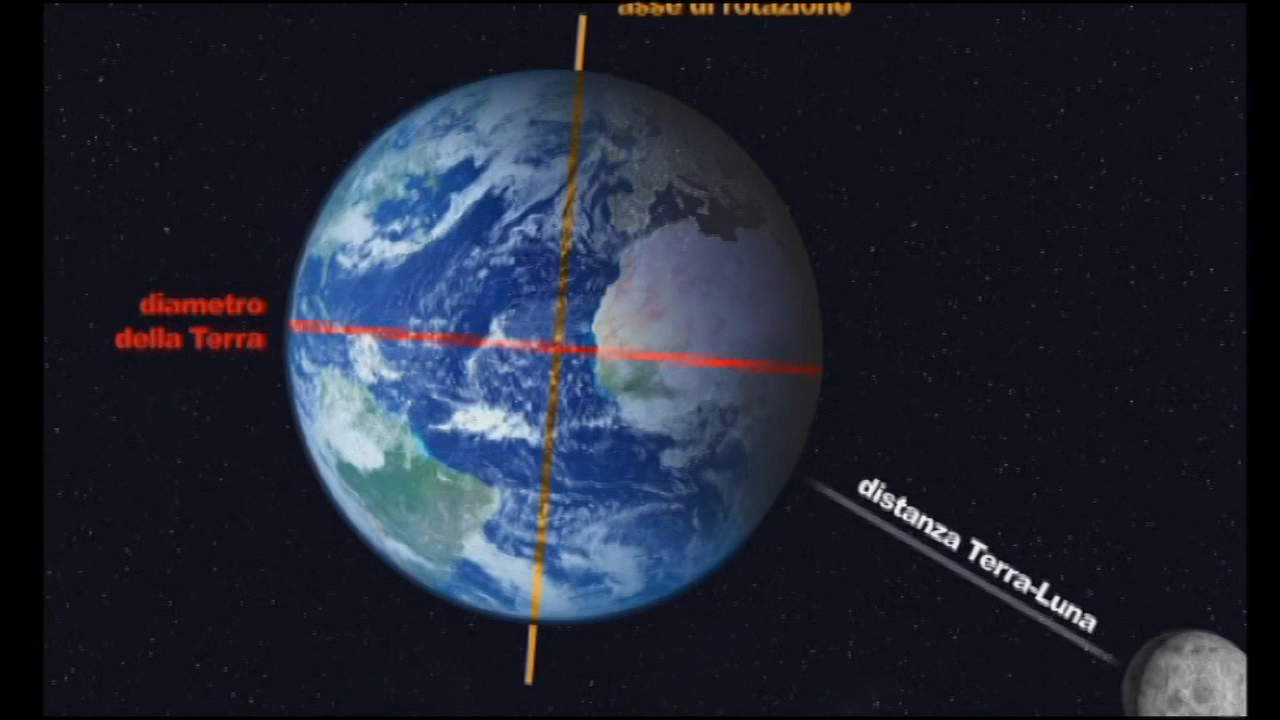 asse di rotazione
diametro
della Terra
distanza Terra-Luna